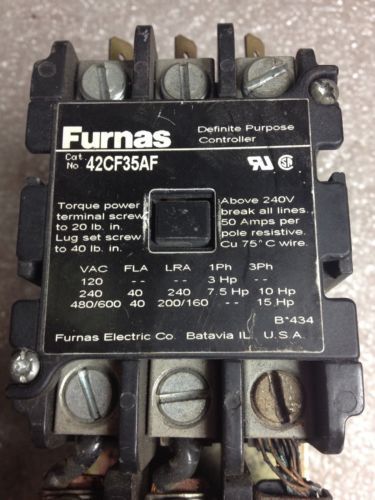 Furnas
Definite Purpose
Controller
Cat
No. 42CF35AF
Torque power
terminal screw
to 20 lb. in.
Lug set screw
to 40 lb. in.
Above 240V
break all lines.
50 Amps per
pole resistive.
Cu 75°C wire.
VAC FLA LRA 1Ph 3Ph
120 -- -- 3 Hp --
240 40 240 7.5 Hp 10 Hp
480/600 40 200/160 -- 15 Hp
B*434
Furnas Electric Co. Batavia IL. U.S.A.